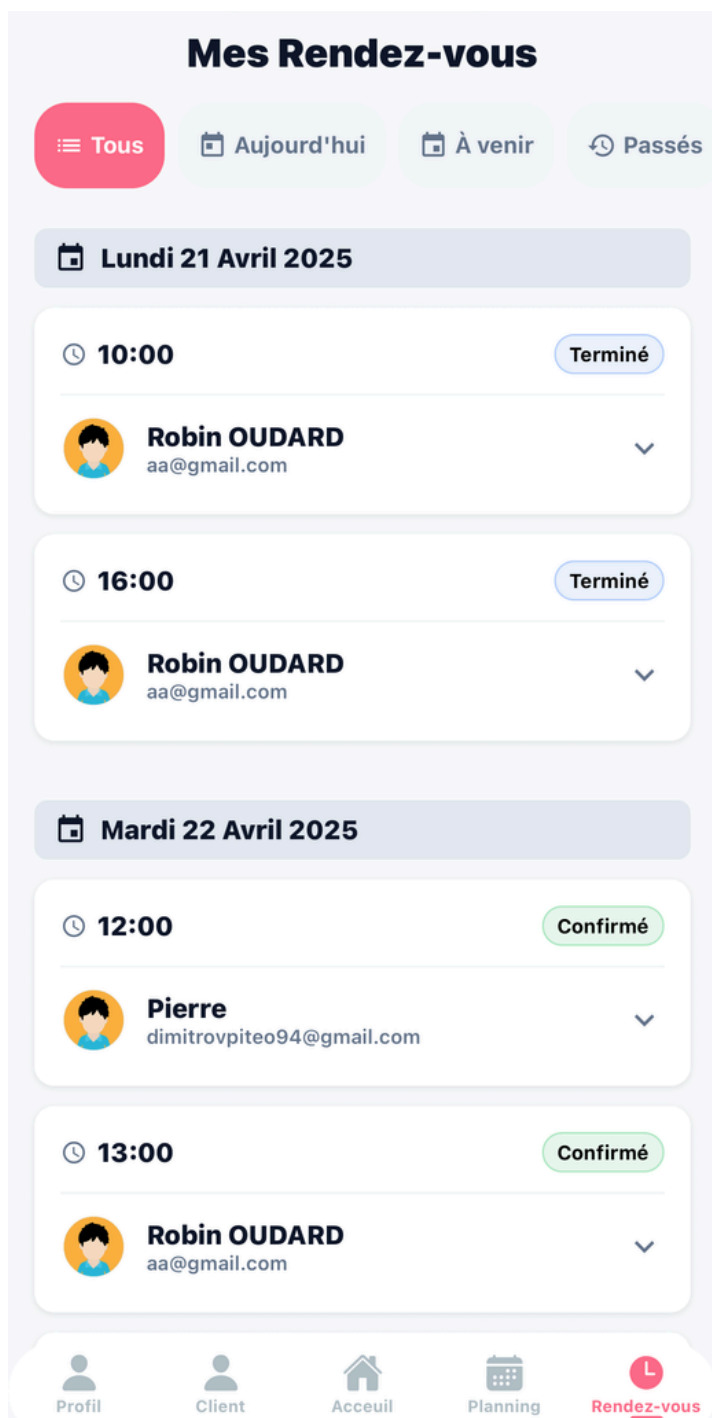 Mes Rendez-vous
Tous Aujourd'hui À venir Passés
Lundi 21 Avril 2025
10:00 Terminé
Robin OUDARD
aa@gmail.com
16:00 Terminé
Robin OUDARD
aa@gmail.com
Mardi 22 Avril 2025
12:00 Confirmé
Pierre
dimitrovpiteo94@gmail.com
13:00 Confirmé
Robin OUDARD
aa@gmail.com
Profil Client Acceuil Planning Rendez-vous